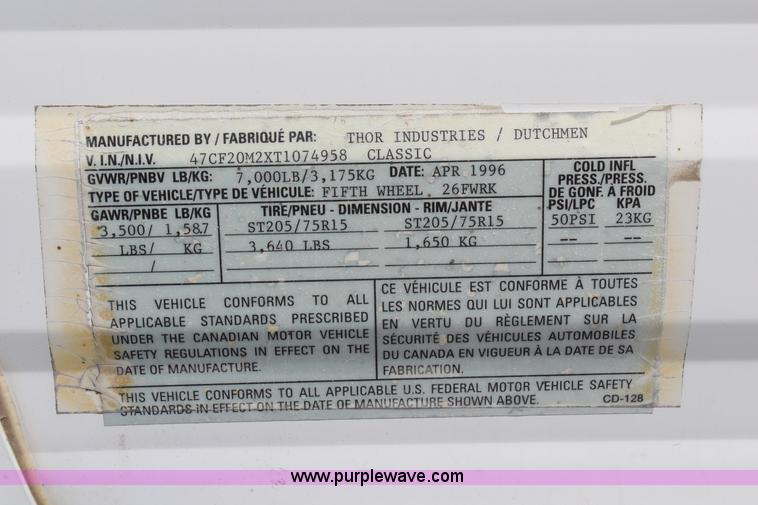 MANUFACTURED BY / FABRIQUÉ PAR: THOR INDUSTRIES / DUTCHMEN
V.I.N./N.I.V. 47CF20M2XT1074958 CLASSIC
GVWR/PNBV LB/KG: 7,000LB/3,175KG DATE: APR 1996
TYPE OF VEHICLE/TYPE DE VÉHICULE: FIFTH WHEEL 26FWRK
COLD INFL
PRESS./PRESS.
DE GONF. À FROID
GAWR/PNBE LB/KG TIRE/PNEU - DIMENSION - RIM/JANTE PSI/LPC KPA
3,500/ 1,587 ST205/75R15 ST205/75R15 50PSI 23KG
LBS/ KG 3,640 LBS 1,650 KG -- --
/
THIS VEHICLE CONFORMS TO ALL
APPLICABLE STANDARDS PRESCRIBED
UNDER THE CANADIAN MOTOR VEHICLE
SAFETY REGULATIONS IN EFFECT ON THE
DATE OF MANUFACTURE.
CE VÉHICULE EST CONFORME À TOUTES
LES NORMES QUI LUI SONT APPLICABLES
EN VERTU DU RÈGLEMENT SUR LA
SÉCURITÉ DES VÉHICULES AUTOMOBILES
DU CANADA EN VIGUEUR À LA DATE DE SA
FABRICATION.
THIS VEHICLE CONFORMS TO ALL APPLICABLE U.S. FEDERAL MOTOR VEHICLE SAFETY
STANDARDS IN EFFECT ON THE DATE OF MANUFACTURE SHOWN ABOVE. CD-128
www.purplewave.com